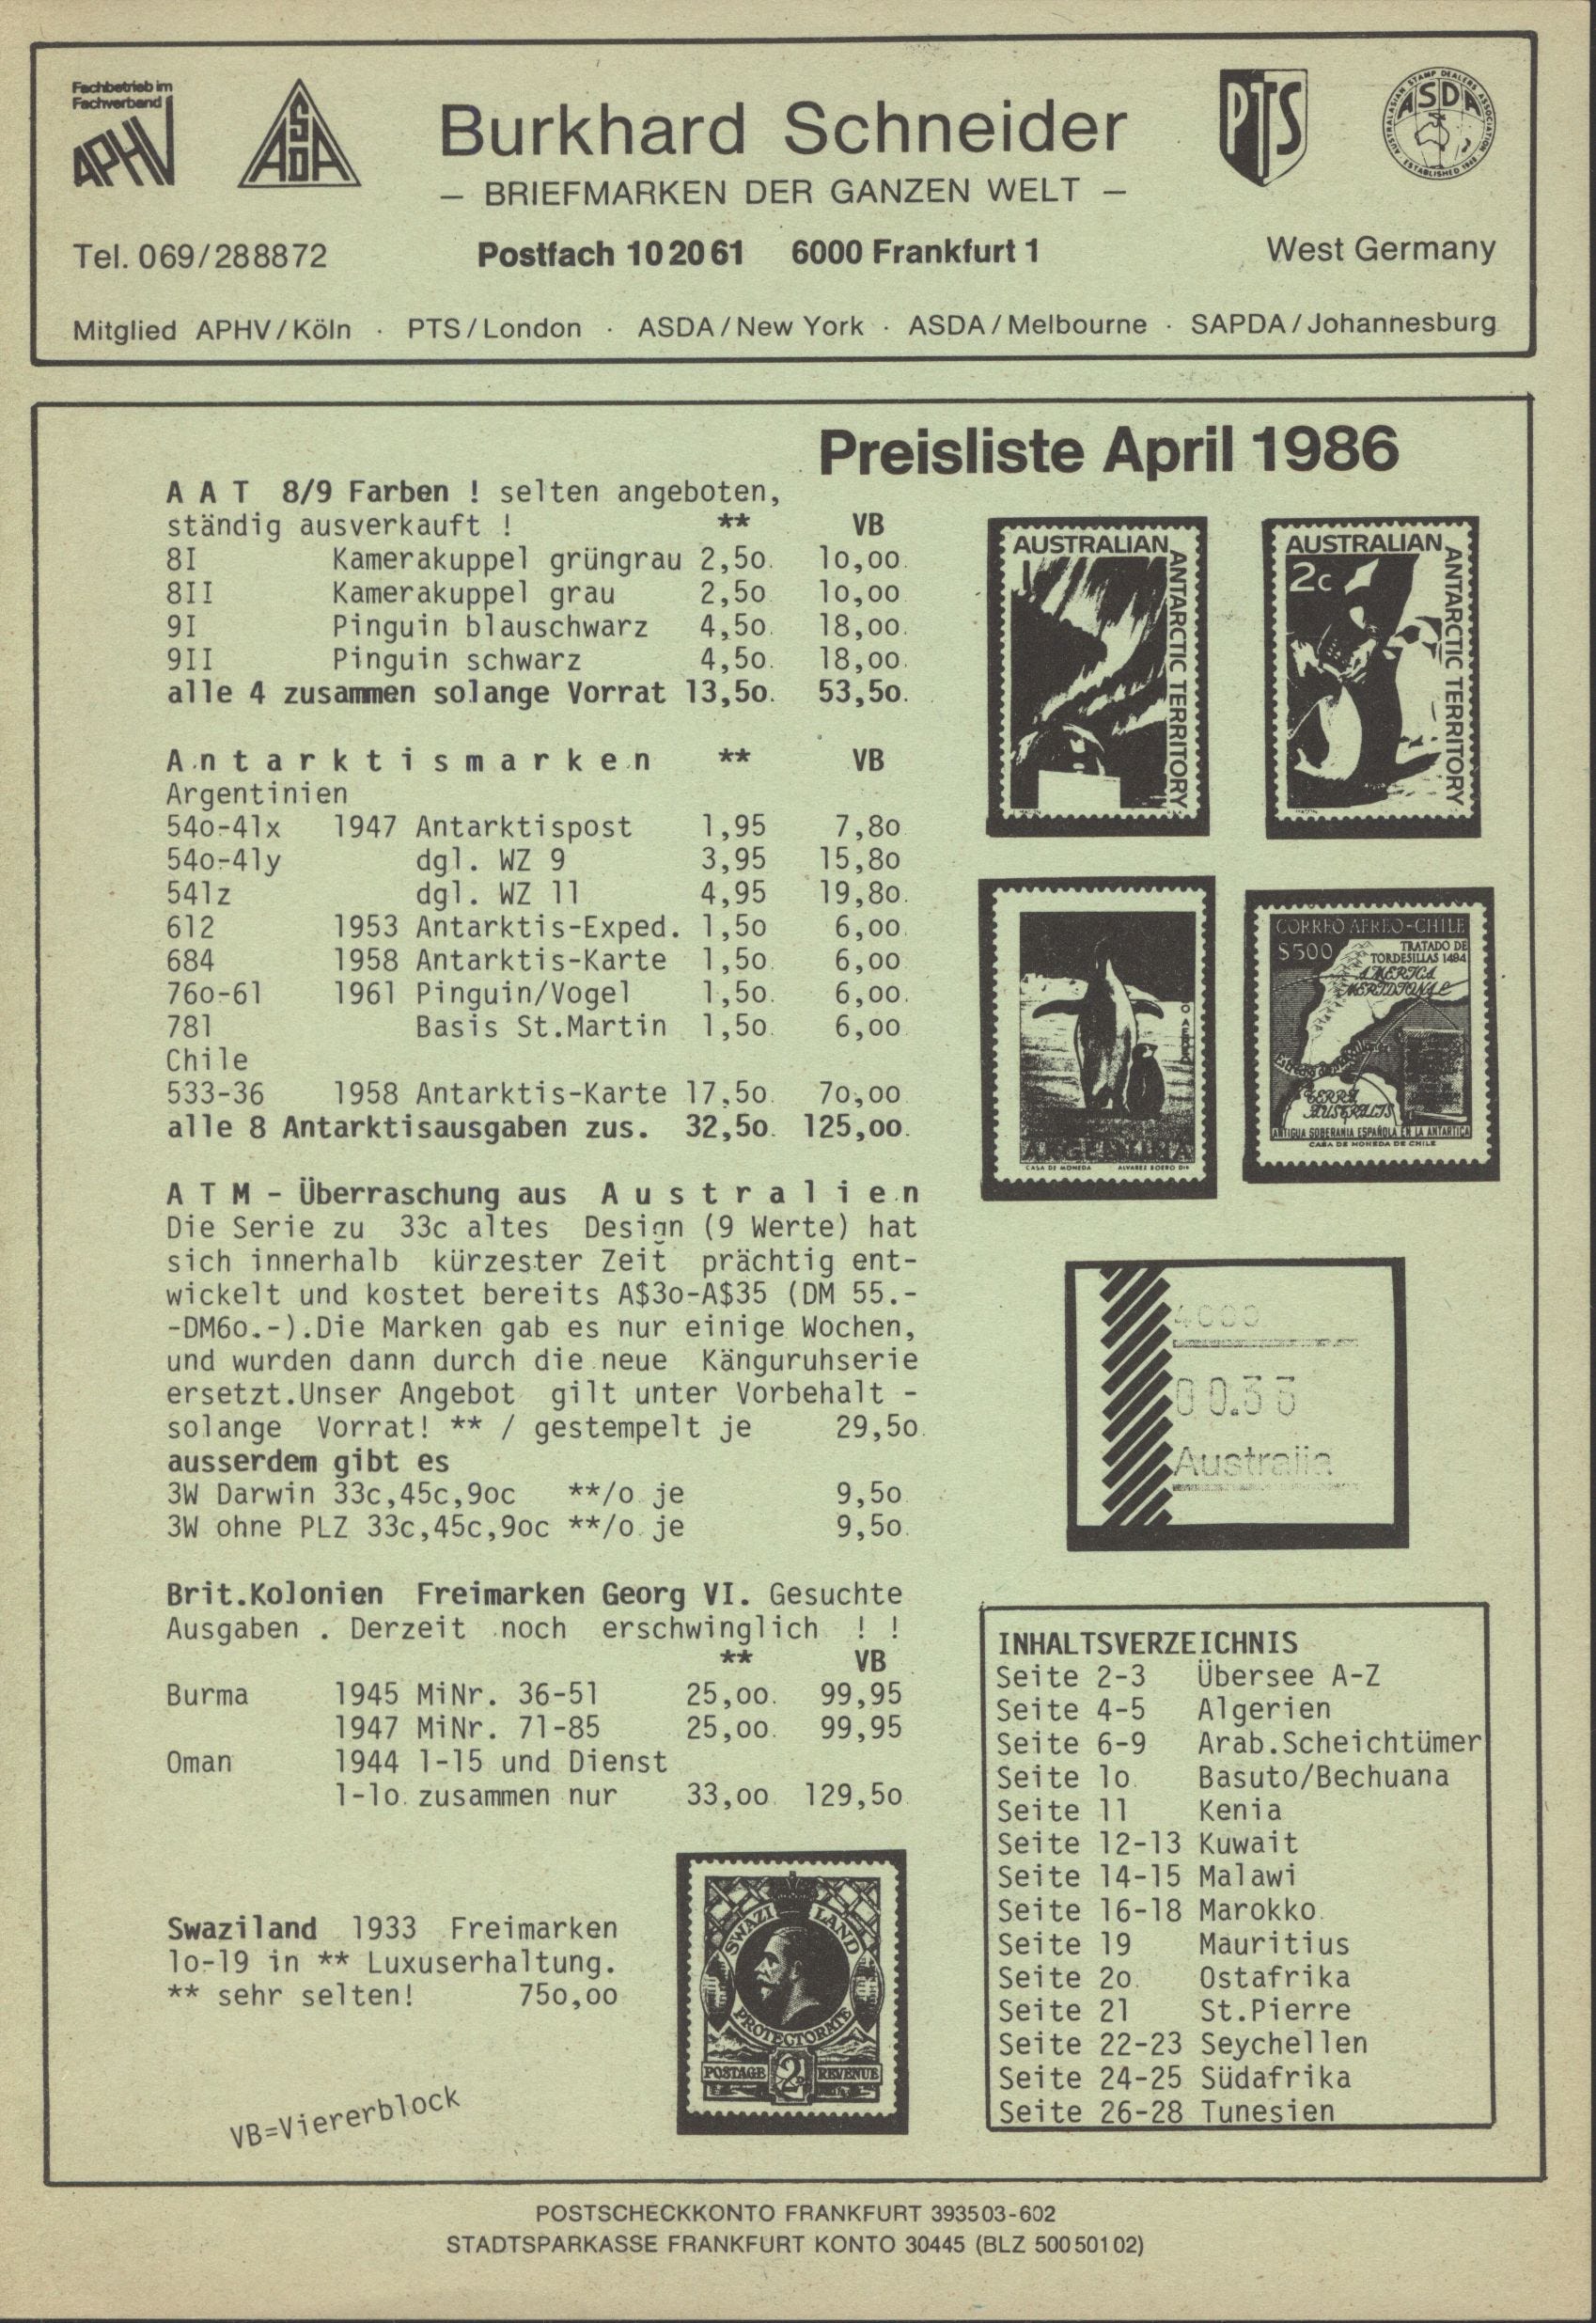 Fachbetrieb im
Fachverband
APHV
ASDA
Burkhard Schneider
– BRIEFMARKEN DER GANZEN WELT –
PTS
ASDA
AUSTRALASIAN STAMP DEALERS ASSOCIATION
Tel. 069/288872 Postfach 102061 6000 Frankfurt 1 West Germany
Mitglied APHV/Köln · PTS/London · ASDA/New York · ASDA/Melbourne · SAPDA/Johannesburg
Preisliste April 1986
A A T 8/9 Farben ! selten angeboten,
ständig ausverkauft ! ** VB
8I Kamerakuppel grüngrau 2,5o. 1o,oo.
8II Kamerakuppel grau 2,5o 1o,oo
9I Pinguin blauschwarz 4,5o. 18,oo.
9II Pinguin schwarz 4,5o. 18,oo.
alle 4 zusammen solange Vorrat 13,5o. 53,5o.
A n t a r k t i s m a r k e n ** VB
Argentinien
54o-41x 1947 Antarktispost 1,95 7,8o
54o-41y dgl. WZ 9 3,95 15,8o
541z dgl. WZ 11 4,95 19,8o.
612 1953 Antarktis-Exped. 1,5o 6,oo.
684 1958 Antarktis-Karte 1,5o. 6,oo
76o-61 1961 Pinguin/Vogel 1,5o. 6,oo.
781 Basis St.Martin 1,5o. 6,oo
Chile
533-36 1958 Antarktis-Karte 17,5o. 7o,oo.
alle 8 Antarktisausgaben zus. 32,5o. 125,oo.
A T M - Überraschung aus A u s t r a l i e n
Die Serie zu 33c altes Design (9 Werte) hat
sich innerhalb kürzester Zeit prächtig ent-
wickelt und kostet bereits A$3o-A$35 (DM 55.-
-DM6o.-).Die Marken gab es nur einige Wochen,
und wurden dann durch die neue Känguruhserie
ersetzt.Unser Angebot gilt unter Vorbehalt -
solange Vorrat! ** / gestempelt je 29,5o.
ausserdem gibt es
3W Darwin 33c,45c,9oc **/o je 9,5o
3W ohne PLZ 33c,45c,9oc **/o je 9,5o.
Brit.Kolonien Freimarken Georg VI. Gesuchte
Ausgaben . Derzeit noch erschwinglich ! !
** VB
Burma 1945 MiNr. 36-51 25,oo. 99,95
1947 MiNr. 71-85 25,oo. 99,95
Oman 1944 1-15 und Dienst
1-1o. zusammen nur 33,oo 129,5o
Swaziland 1933 Freimarken
1o-19 in ** Luxuserhaltung.
** sehr selten! 75o,oo
VB=Viererblock
AUSTRALIAN
ANTARCTIC TERRITORY
AUSTRALIAN
2c
ANTARCTIC TERRITORY
ARGENTINA
CASA DE MONEDA
CORREO AEREO-CHILE
$500
TRATADO DE
TORDESILLAS 1494
AMERICA
MERIDIONALE
TERRA
AUSTRALIS
ANTIGUA SOBERANIA ESPAÑOLA EN LA ANTARTICA
CASA DE MONEDA DE CHILE
00.33
Australia
SWAZI LAND
PROTECTORATE
POSTAGE 2d REVENUE
INHALTSVERZEICHNIS
Seite 2-3 Übersee A-Z
Seite 4-5 Algerien
Seite 6-9 Arab.Scheichtümer
Seite 1o. Basuto/Bechuana
Seite 11 Kenia
Seite 12-13 Kuwait
Seite 14-15 Malawi
Seite 16-18 Marokko.
Seite 19 Mauritius
Seite 2o. Ostafrika
Seite 21 St.Pierre
Seite 22-23 Seychellen
Seite 24-25 Südafrika
Seite 26-28 Tunesien
POSTSCHECKKONTO FRANKFURT 39350­3-602
STADTSPARKASSE FRANKFURT KONTO 30445 (BLZ 50050102)